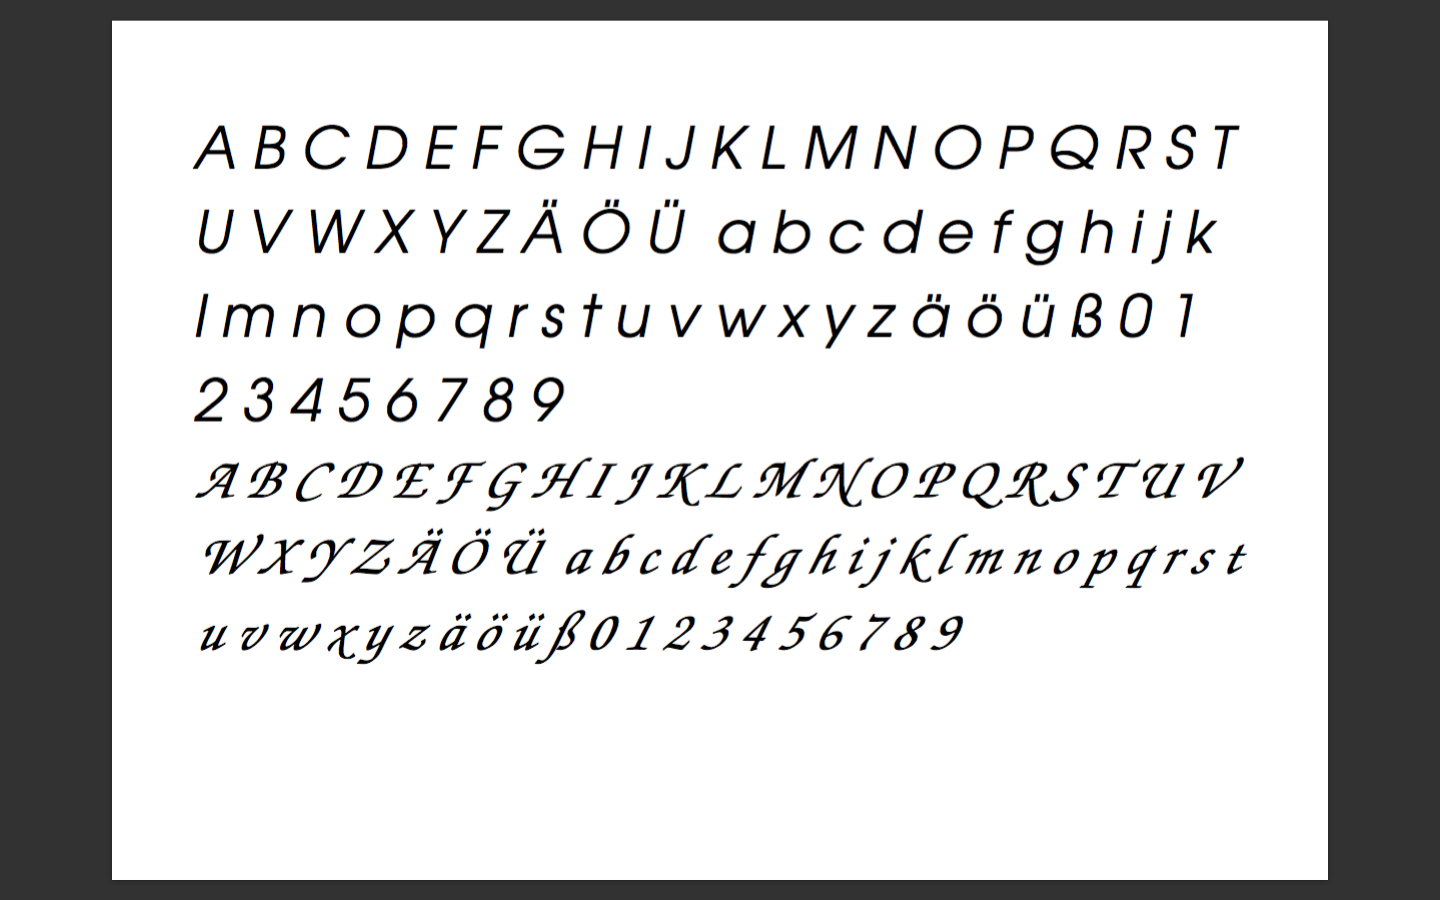 A B C D E F G H I J K L M N O P Q R S T
U V W X Y Z Ä Ö Ü a b c d e f g h i j k
l m n o p q r s t u v w x y z ä ö ü ß 0 1
2 3 4 5 6 7 8 9
A B C D E F G H I J K L M N O P Q R S T U V
W X Y Z Ä Ö Ü a b c d e f g h i j k l m n o p q r s t
u v w x y z ä ö ü ß 0 1 2 3 4 5 6 7 8 9